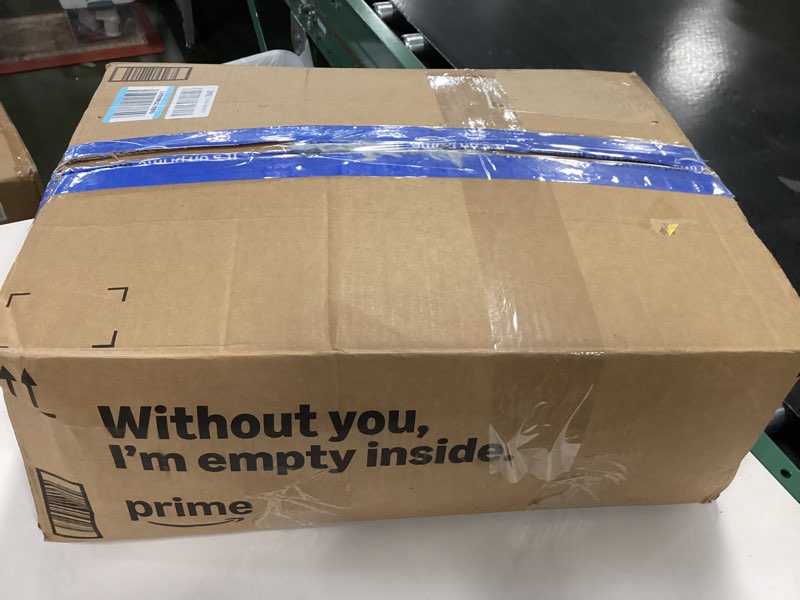 Without you,
I'm empty inside.
prime